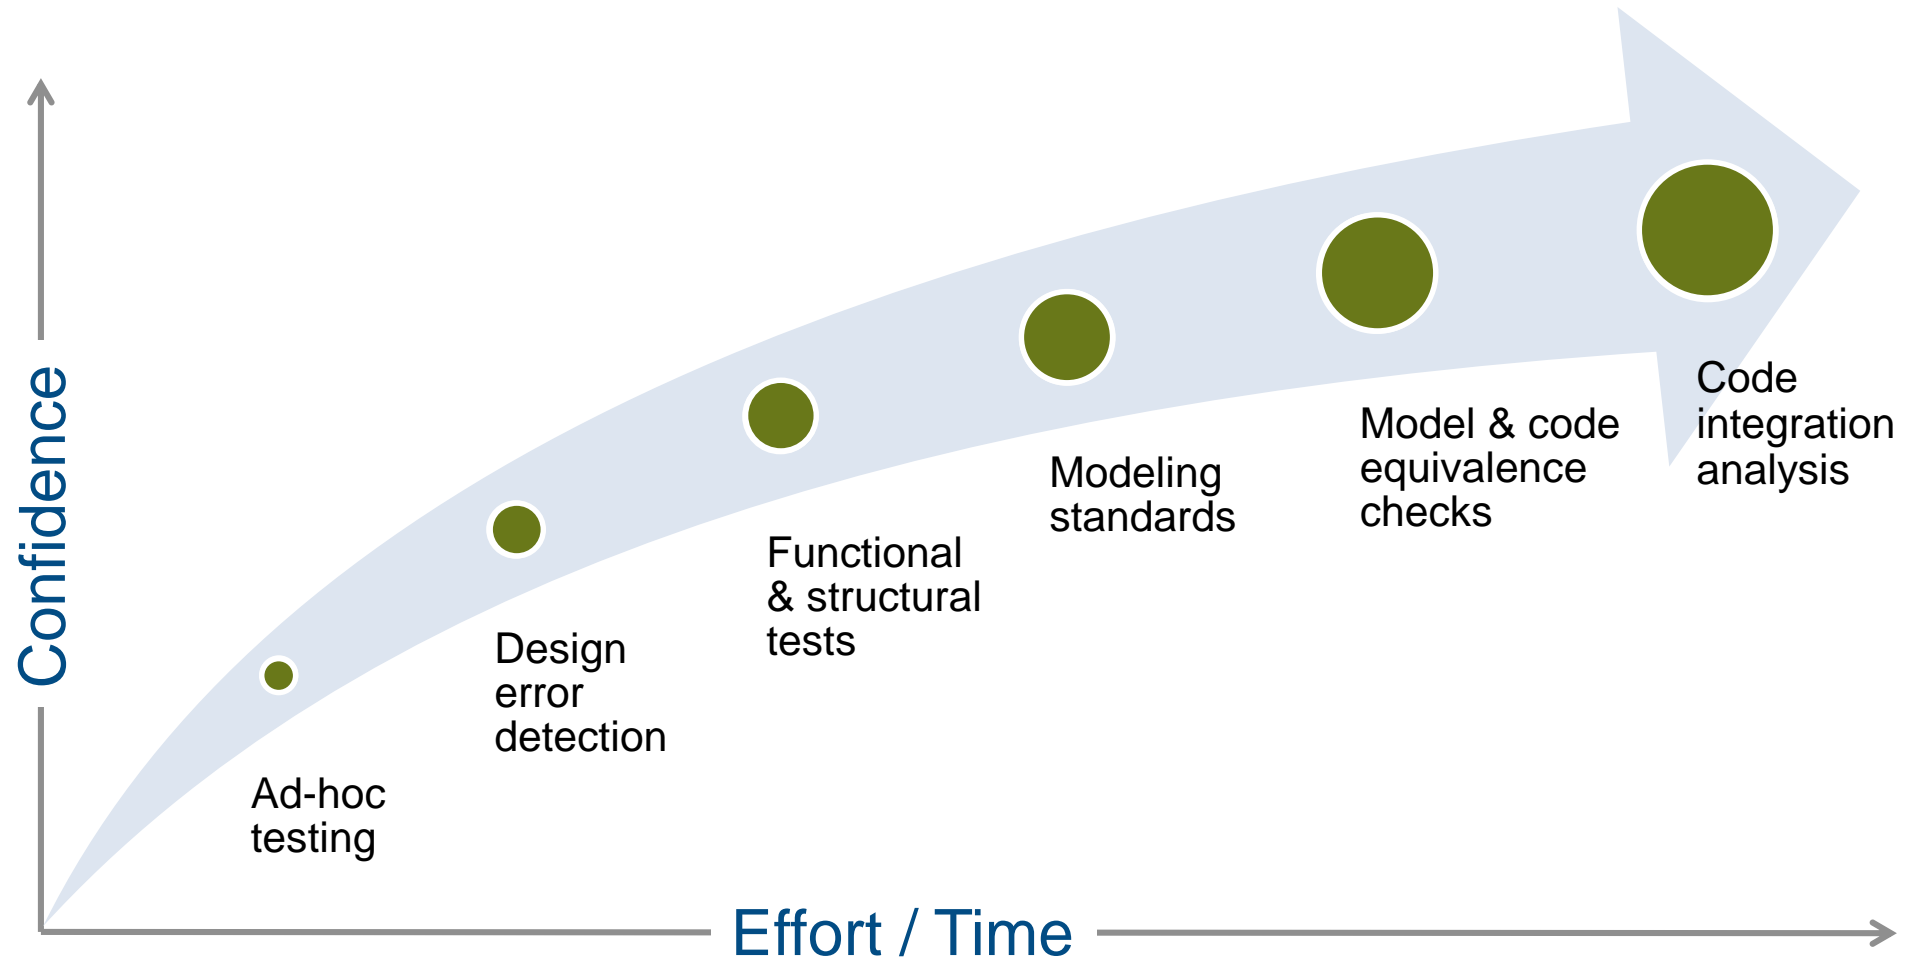 Confidence
Ad-hoc
testing
Design
error
detection
Functional
& structural
tests
Modeling
standards
Model & code
equivalence
checks
Code
integration
analysis
Effort / Time